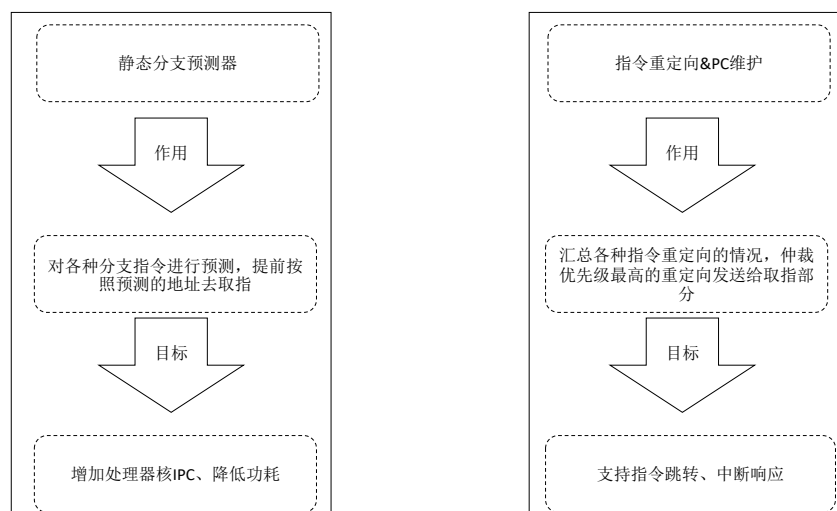 静态分支预测器
作用
对各种分支指令进行预测，提前按
照预测的地址去取指
目标
增加处理器核IPC、降低功耗
指令重定向&PC维护
作用
汇总各种指令重定向的情况，仲裁
优先级最高的重定向发送给取指部
分
目标
支持指令跳转、中断响应